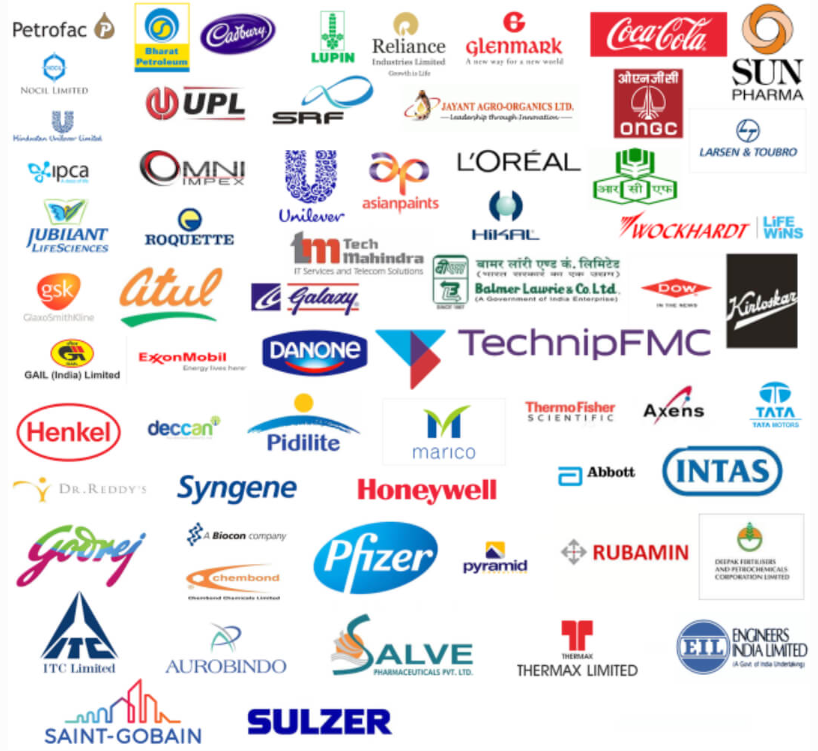 Petrofac
Bharat
Petroleum
Cadbury
LUPIN
Reliance
Industries Limited
Growth is Life
Glenmark
A new way for a new world
Coca-Cola
SUN
PHARMA
NOCIL LIMITED
Hindustan Unilever Limited
UPL
SRF
JAYANT AGRO-ORGANICS LTD.
Leadership through Innovation
ओएनजीसी
ONGC
LARSEN & TOUBRO
ipca
OMNI
IMPEX
Unilever
ap
asianpaints
L'ORÉAL
आर सी एफ
JUBILANT
LIFESCIENCES
ROQUETTE
HIKAL
WOCKHARDT
LiFE
WiNS
tm Tech
Mahindra
IT Services and Telecom Solutions
gsk
GlaxoSmithKline
atul
Galaxy
बामर लॉरी एण्ड कं. लिमिटेड
(भारत सरकार का एक उद्यम)
Balmer Lawrie & Co. Ltd.
(A Government of India Enterprise)
SINCE 1867
Dow
IN THE NEWS
Kirloskar
GAIL
GAIL (India) Limited
ExxonMobil
Energy lives here
DANONE
TechnipFMC
Henkel
deccan
Pidilite
marico
ThermoFisher
SCIENTIFIC
Axens
TATA
TATA MOTORS
DR.REDDY'S
Syngene
Honeywell
Abbott
INTAS
Godrej
A Biocon company
chembond
Chembond Chemicals Limited
Pfizer
pyramid
RUBAMIN
DEEPAK FERTILISERS
AND PETROCHEMICALS
CORPORATION LIMITED
ITC
ITC Limited
AUROBINDO
SALVE
PHARMACEUTICALS PVT. LTD.
THERMAX
THERMAX LIMITED
EIL
ENGINEERS
INDIA LIMITED
(A Govt of India Undertaking)
SAINT-GOBAIN
SULZER